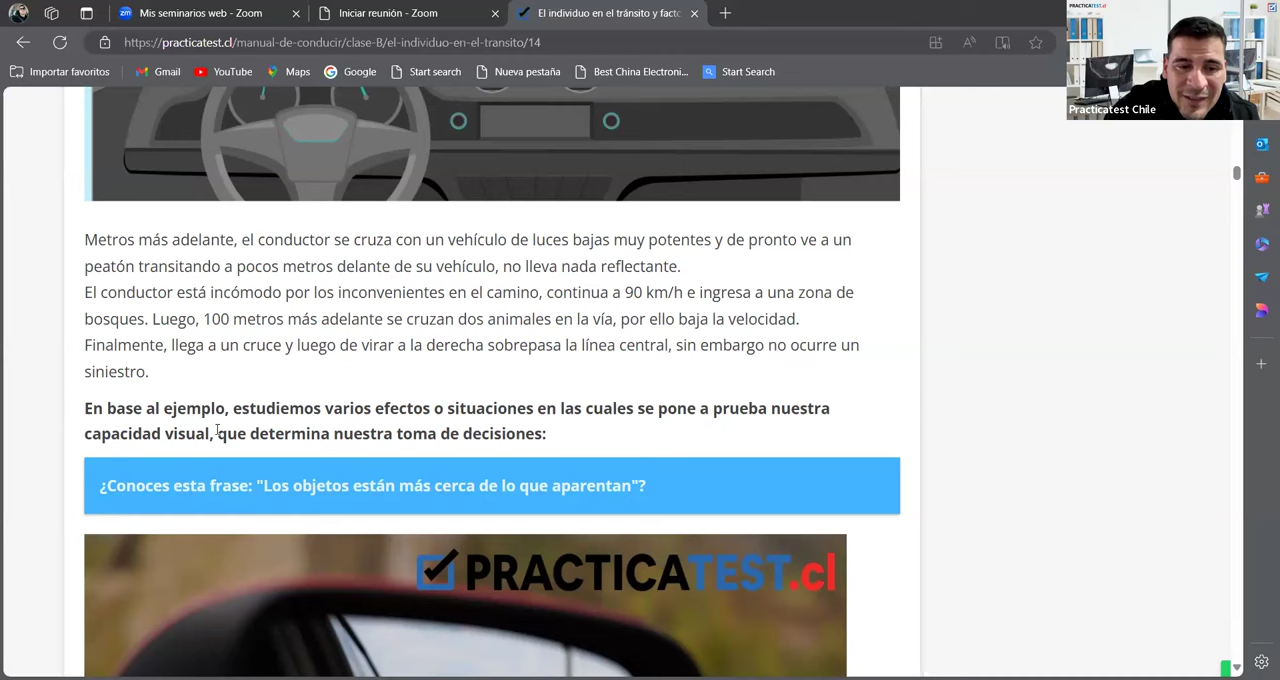 Mis seminarios web - Zoom
Iniciar reunión - Zoom
El individuo en el tránsito y facto
https://practicatest.cl/manual-de-conducir/clase-B/el-individuo-en-el-transito/14
Importar favoritos
Gmail
YouTube
Maps
Google
Start search
Nueva pestaña
Best China Electroni...
Start Search
PRACTICATEST.cl
Practicatest Chile
Metros más adelante, el conductor se cruza con un vehículo de luces bajas muy potentes y de pronto ve a un
peatón transitando a pocos metros delante de su vehículo, no lleva nada reflectante.
El conductor está incómodo por los inconvenientes en el camino, continua a 90 km/h e ingresa a una zona de
bosques. Luego, 100 metros más adelante se cruzan dos animales en la vía, por ello baja la velocidad.
Finalmente, llega a un cruce y luego de virar a la derecha sobrepasa la línea central, sin embargo no ocurre un
siniestro.
En base al ejemplo, estudiemos varios efectos o situaciones en las cuales se pone a prueba nuestra
capacidad visual, que determina nuestra toma de decisiones:
¿Conoces esta frase: "Los objetos están más cerca de lo que aparentan"?
PRACTICATEST.cl